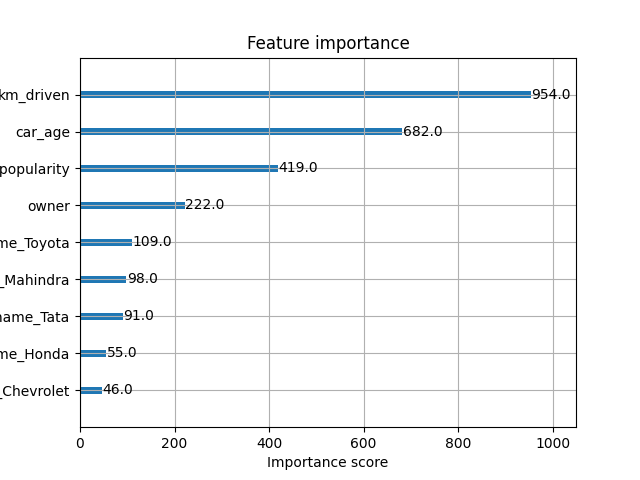 Feature importance
km_driven 954.0
car_age 682.0
popularity 419.0
owner 222.0
me_Toyota 109.0
_Mahindra 98.0
name_Tata 91.0
me_Honda 55.0
_Chevrolet 46.0
0 200 400 600 800 1000
Importance score